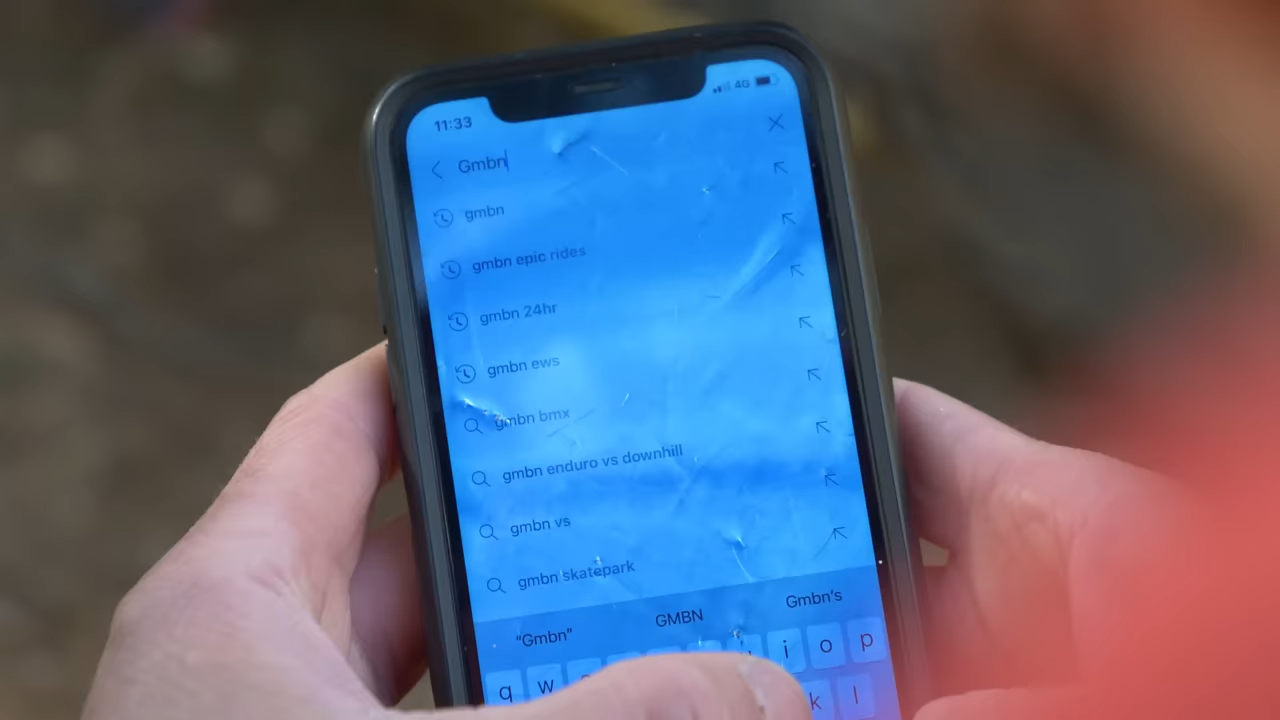 11:33 4G
Gmbn
gmbn
gmbn epic rides
gmbn 24hr
gmbn ews
gmbn bmx
gmbn enduro vs downhill
gmbn vs
gmbn skatepark
"Gmbn" GMBN Gmbn's
q w i o p
k l